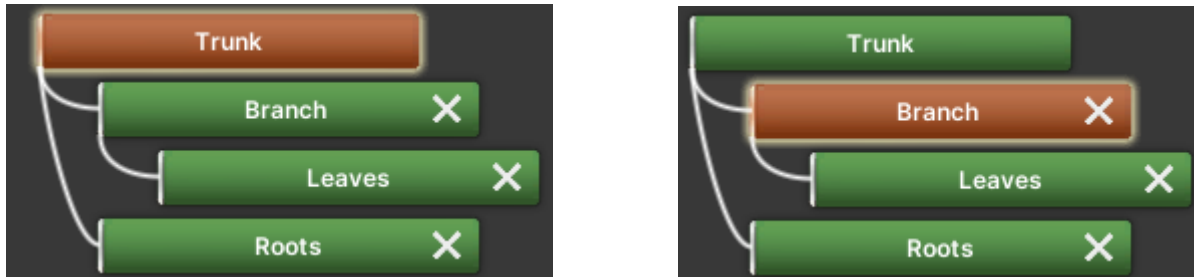 Trunk
Branch
Leaves
Roots
Trunk
Branch
Leaves
Roots